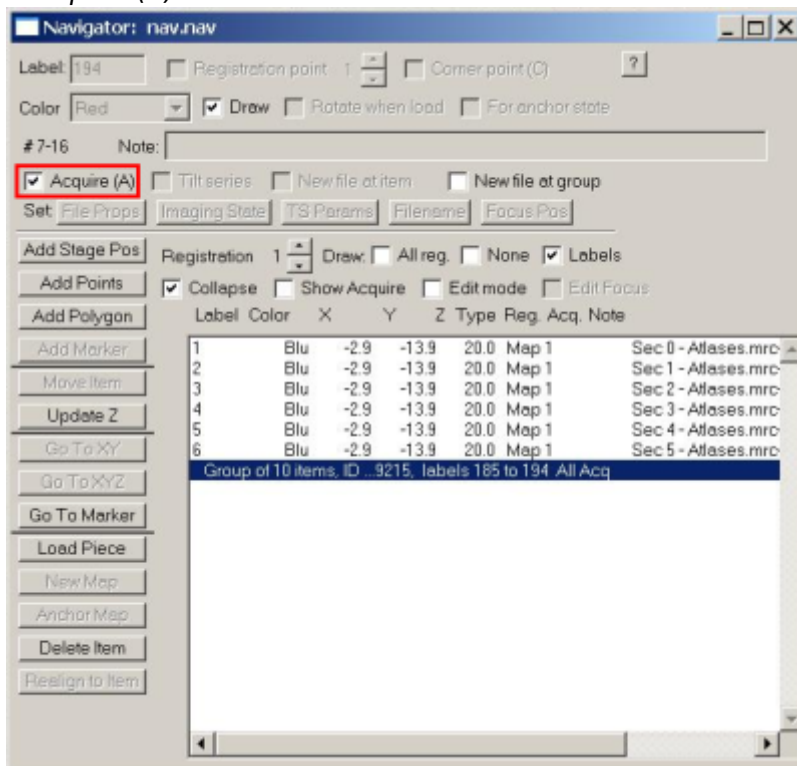 Navigator: nav.nav
Label: 194 Registration point 1 Corner point (C) ?
Color Red Draw Rotate when load For anchor state
# 7-16 Note:
Acquire (A) Tilt series New file at item New file at group
Set: File Props Imaging State TS Params Filename Focus Pos
Add Stage Pos Registration 1 Draw: All reg. None Labels
Add Points Collapse Show Acquire Edit mode Edit Focus
Add Polygon Label Color X Y Z Type Reg. Acq. Note
Add Marker 1 Blu -2.9 -13.9 20.0 Map 1 Sec 0 - Atlases.mrc
2 Blu -2.9 -13.9 20.0 Map 1 Sec 1 - Atlases.mrc
Move Item 3 Blu -2.9 -13.9 20.0 Map 1 Sec 2 - Atlases.mrc
Update Z 4 Blu -2.9 -13.9 20.0 Map 1 Sec 3 - Atlases.mrc
5 Blu -2.9 -13.9 20.0 Map 1 Sec 4 - Atlases.mrc
Go To XY 6 Blu -2.9 -13.9 20.0 Map 1 Sec 5 - Atlases.mrc
Group of 10 items, ID ...9215, labels 185 to 194 All Acq
Go To XYZ
Go To Marker
Load Piece
New Map
Anchor Map
Delete Item
Realign to Item